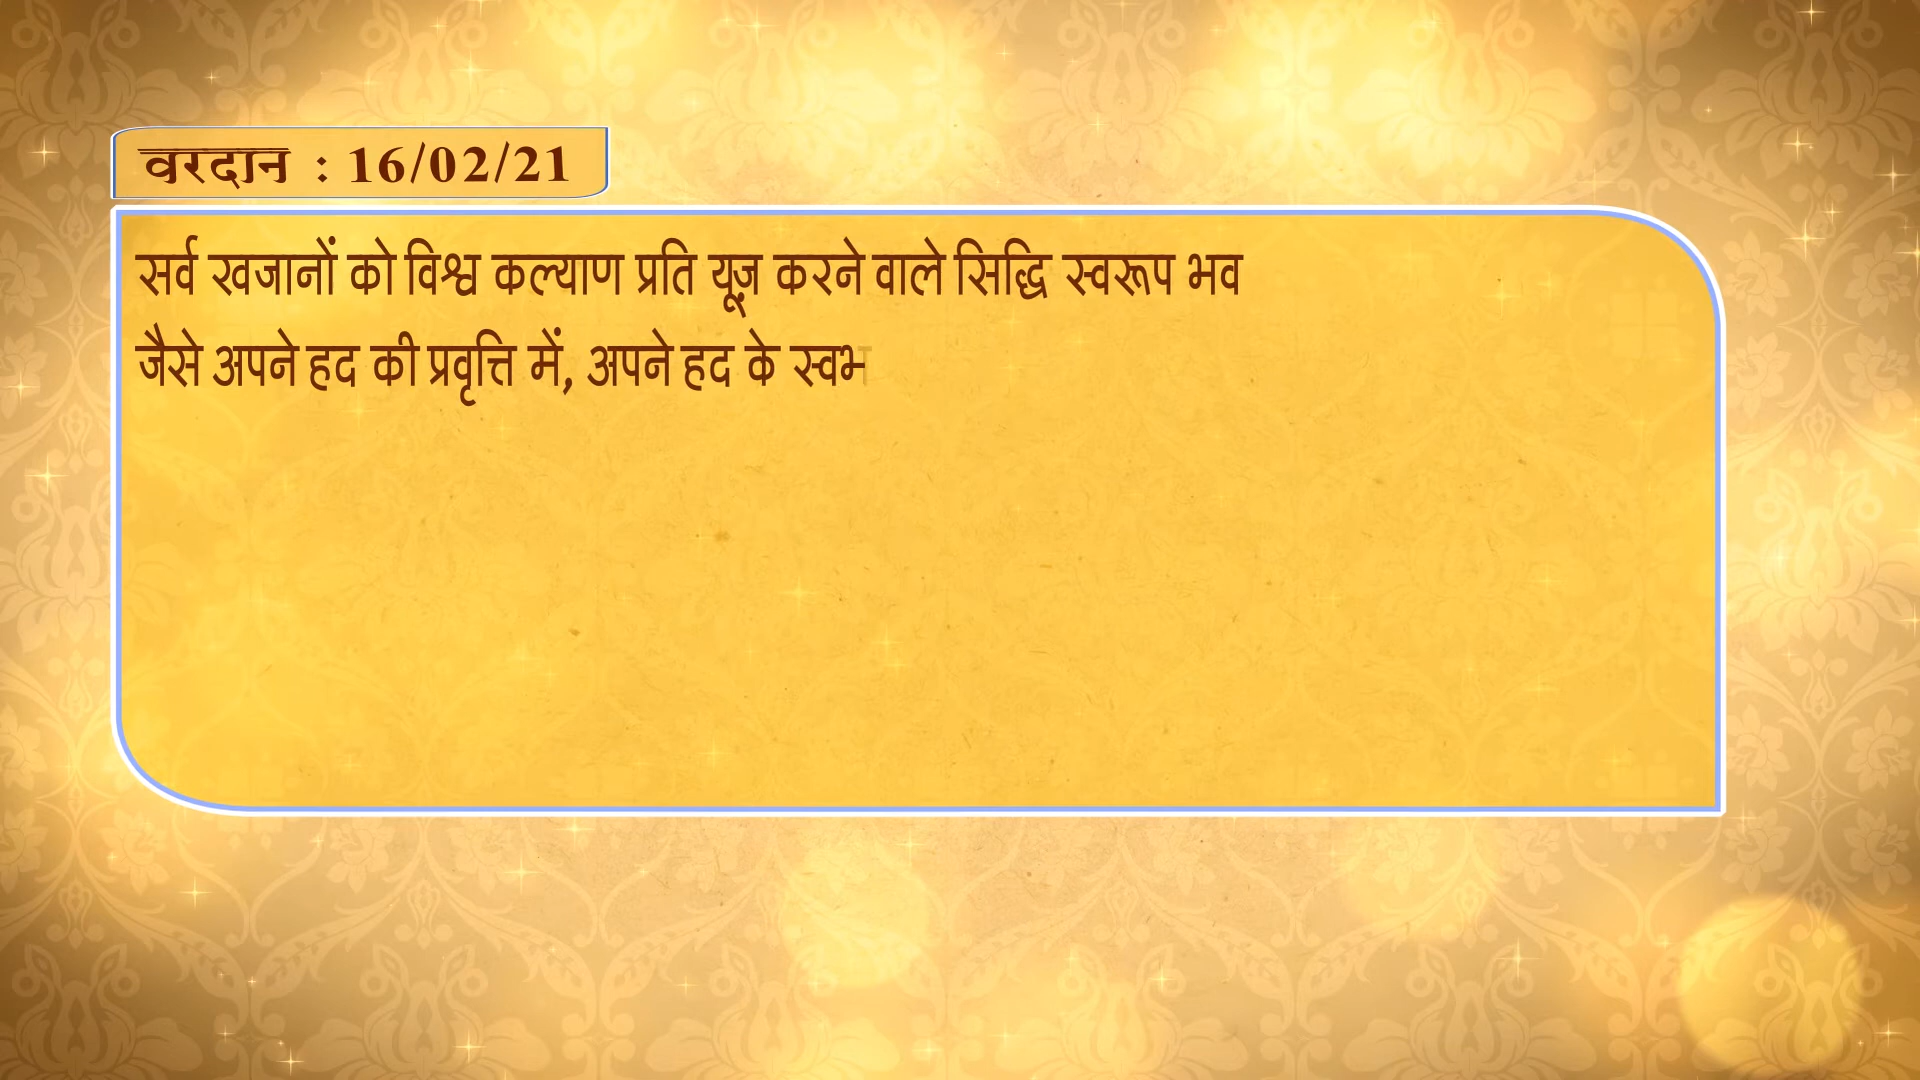 वरदान : 16/02/21
सर्व खजानों को विश्व कल्याण प्रति यूज़ करने वाले सिद्धि स्वरूप भव
जैसे अपने हद की प्रवृत्ति में, अपने हद के